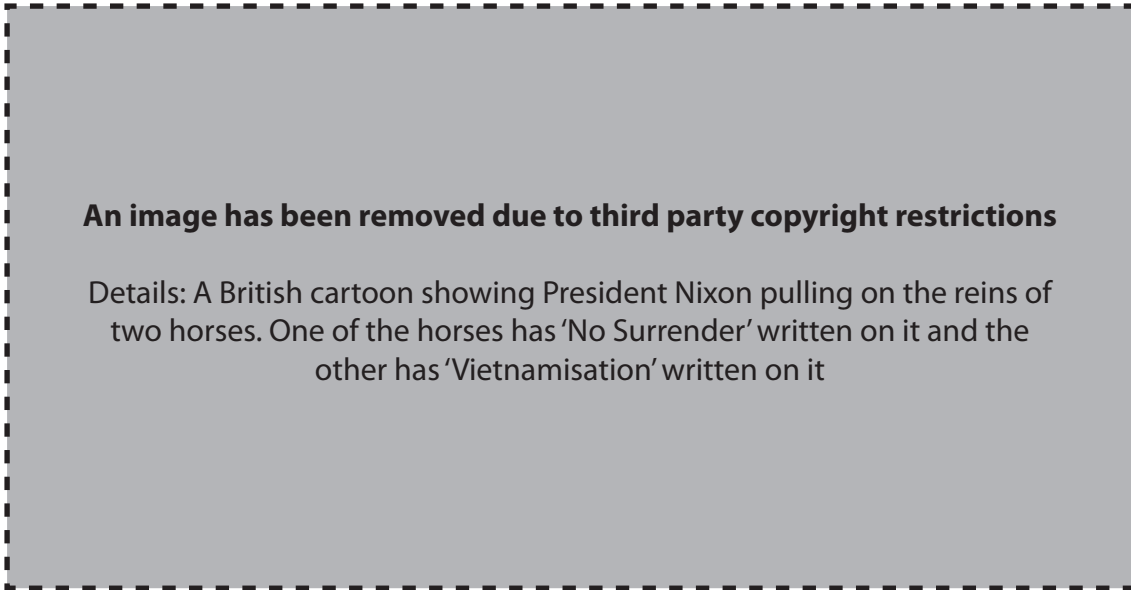 An image has been removed due to third party copyright restrictions
Details: A British cartoon showing President Nixon pulling on the reins of
two horses. One of the horses has ‘No Surrender’ written on it and the
other has ‘Vietnamisation’ written on it